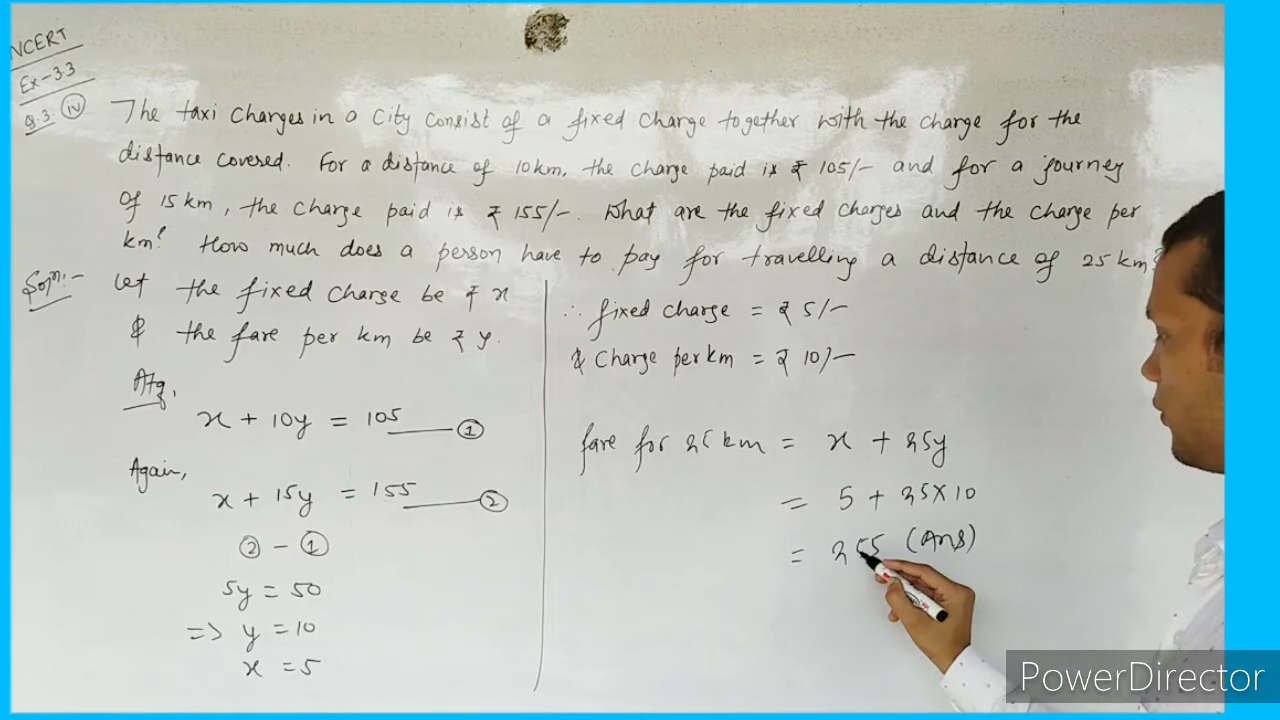 NCERT
Ex-3.3
Q.3. (iv)
The taxi charges in a City Consist of a fixed charge together with the charge for the
distance covered. For a distance of 10 km, the charge paid is ₹ 105/- and for a journey
of 15 km, the charge paid is ₹ 155/-. What are the fixed charges and the charge per
km? How much does a person have to pay for travelling a distance of 25 km?
Soln:-
Let the fixed charge be ₹ x
& the fare per km be ₹ y.
Atq,
x + 10y = 105 ——— ①
Again,
x + 15y = 155 ——— ②
② - ①
5y = 50
=> y = 10
x = 5
∴ fixed charge = ₹ 5/-
& Charge per km = ₹ 10/-
fare for 25 km = x + 25y
= 5 + 25 X 10
= 255 (Ans)
PowerDirector